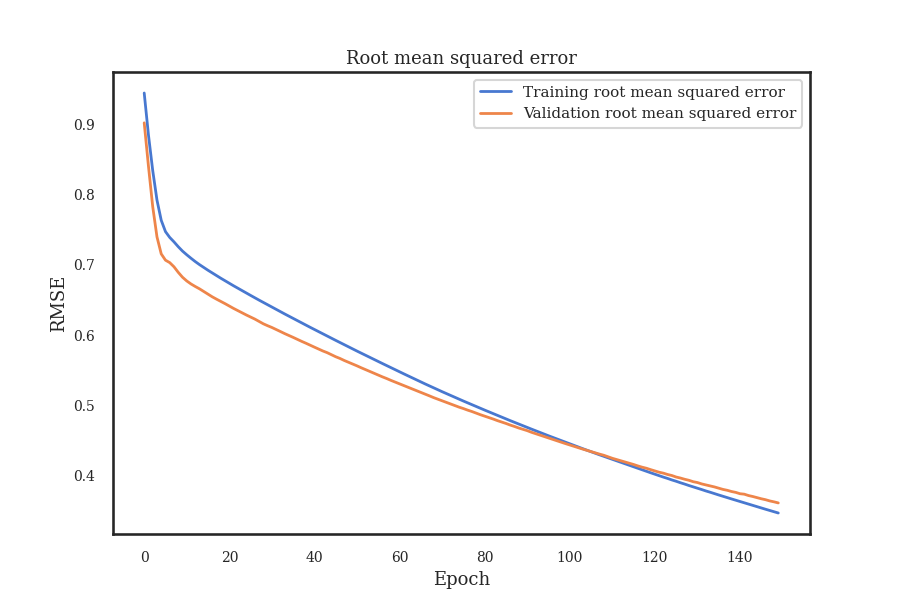 Root mean squared error
Training root mean squared error
Validation root mean squared error
RMSE
0.9
0.8
0.7
0.6
0.5
0.4
0 20 40 60 80 100 120 140
Epoch